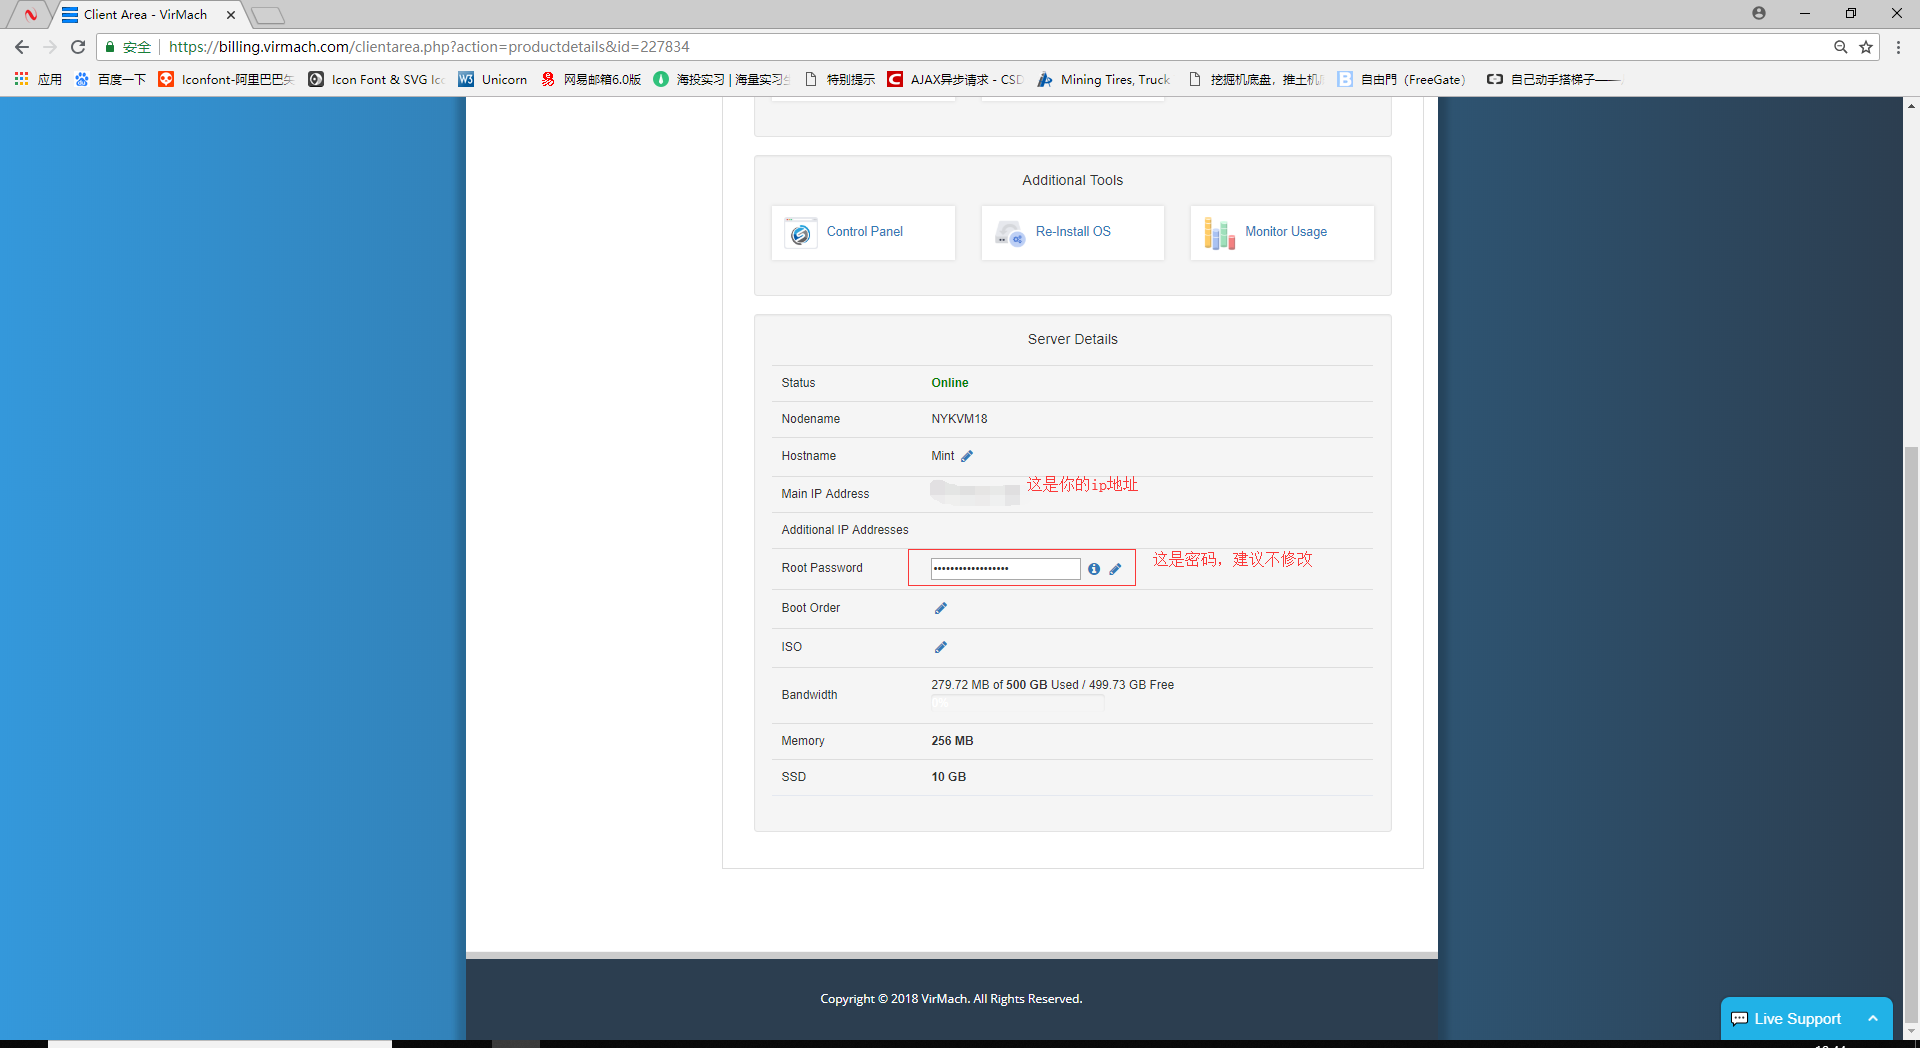 Client Area - VirMach
安全 https://billing.virmach.com/clientarea.php?action=productdetails&id=227834
应用 百度一下 Iconfont-阿里巴巴矢 Icon Font & SVG Ic Unicorn 网易邮箱6.0版 海投实习 | 海量实习 特别提示 AJAX异步请求 - CSD Mining Tires, Truck 挖掘机底盘，推土机 自由門（FreeGate） 自己动手搭梯子——
Additional Tools
Control Panel Re-Install OS Monitor Usage
Server Details
Status Online
Nodename NYKVM18
Hostname Mint
Main IP Address 这是你的ip地址
Additional IP Addresses
Root Password •••••••••••••••••• 这是密码，建议不修改
Boot Order
ISO
Bandwidth 279.72 MB of 500 GB Used / 499.73 GB Free
0%
Memory 256 MB
SSD 10 GB
Copyright © 2018 VirMach. All Rights Reserved.
Live Support